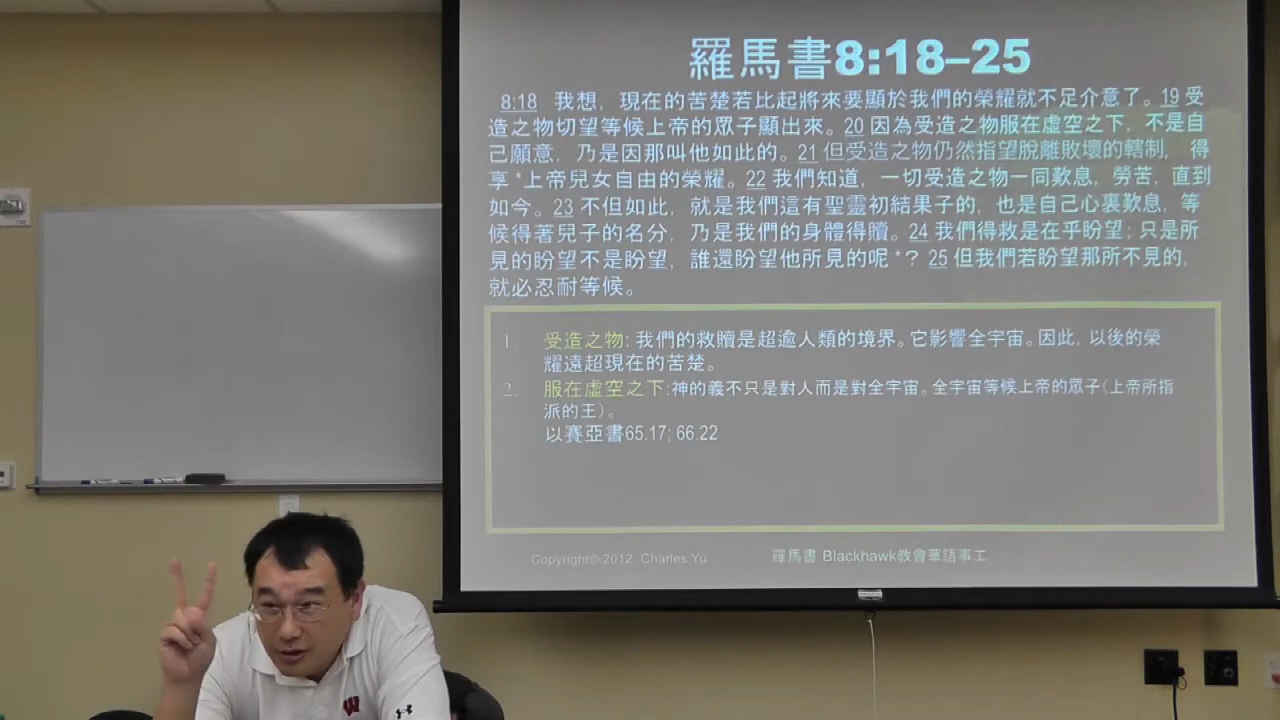 羅馬書8:18–25
8:18 我想，現在的苦楚若比起將來要顯於我們的榮耀就不足介意了。19 受
造之物切望等候上帝的眾子顯出來。20 因為受造之物服在虛空之下，不是自
己願意，乃是因那叫他如此的。21 但受造之物仍然指望脫離敗壞的轄制，得
享 *上帝兒女自由的榮耀。22 我們知道，一切受造之物一同歎息，勞苦，直到
如今。23 不但如此，就是我們這有聖靈初結果子的，也是自己心裏歎息，等
候得著兒子的名分，乃是我們的身體得贖。24 我們得救是在乎盼望；只是所
見的盼望不是盼望，誰還盼望他所見的呢 *？25 但我們若盼望那所不見的，
就必忍耐等候。
1. 受造之物: 我們的救贖是超逾人類的境界。它影響全宇宙。因此，以後的榮
耀遠超現在的苦楚。
2. 服在虛空之下:神的義不只是對人而是對全宇宙。全宇宙等候上帝的眾子（上帝所指
派的王）。
以賽亞書65.17; 66.22
Copyright© 2012, Charles Yu
羅馬書 Blackhawk教會華語事工
W